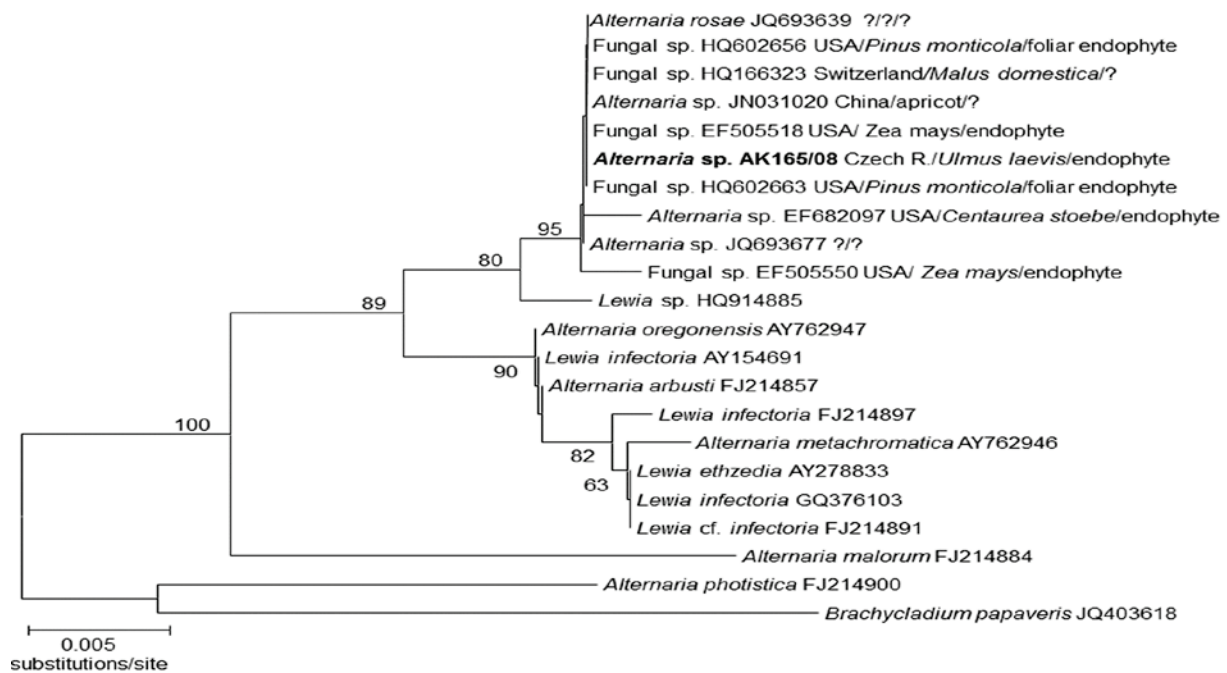 Alternaria rosae JQ693639 ?/?/?
Fungal sp. HQ602656 USA/Pinus monticola/foliar endophyte
Fungal sp. HQ166323 Switzerland/Malus domestica/?
Alternaria sp. JN031020 China/apricot/?
Fungal sp. EF505518 USA/ Zea mays/endophyte
Alternaria sp. AK165/08 Czech R./Ulmus laevis/endophyte
Fungal sp. HQ602663 USA/Pinus monticola/foliar endophyte
Alternaria sp. EF682097 USA/Centaurea stoebe/endophyte
95
Alternaria sp. JQ693677 ?/?
80
Fungal sp. EF505550 USA/ Zea mays/endophyte
Lewia sp. HQ914885
89
Alternaria oregonensis AY762947
Lewia infectoria AY154691
90
Alternaria arbusti FJ214857
Lewia infectoria FJ214897
100
Alternaria metachromatica AY762946
82
Lewia ethzedia AY278833
63
Lewia infectoria GQ376103
Lewia cf. infectoria FJ214891
Alternaria malorum FJ214884
Alternaria photistica FJ214900
Brachycladium papaveris JQ403618
0.005
substitutions/site